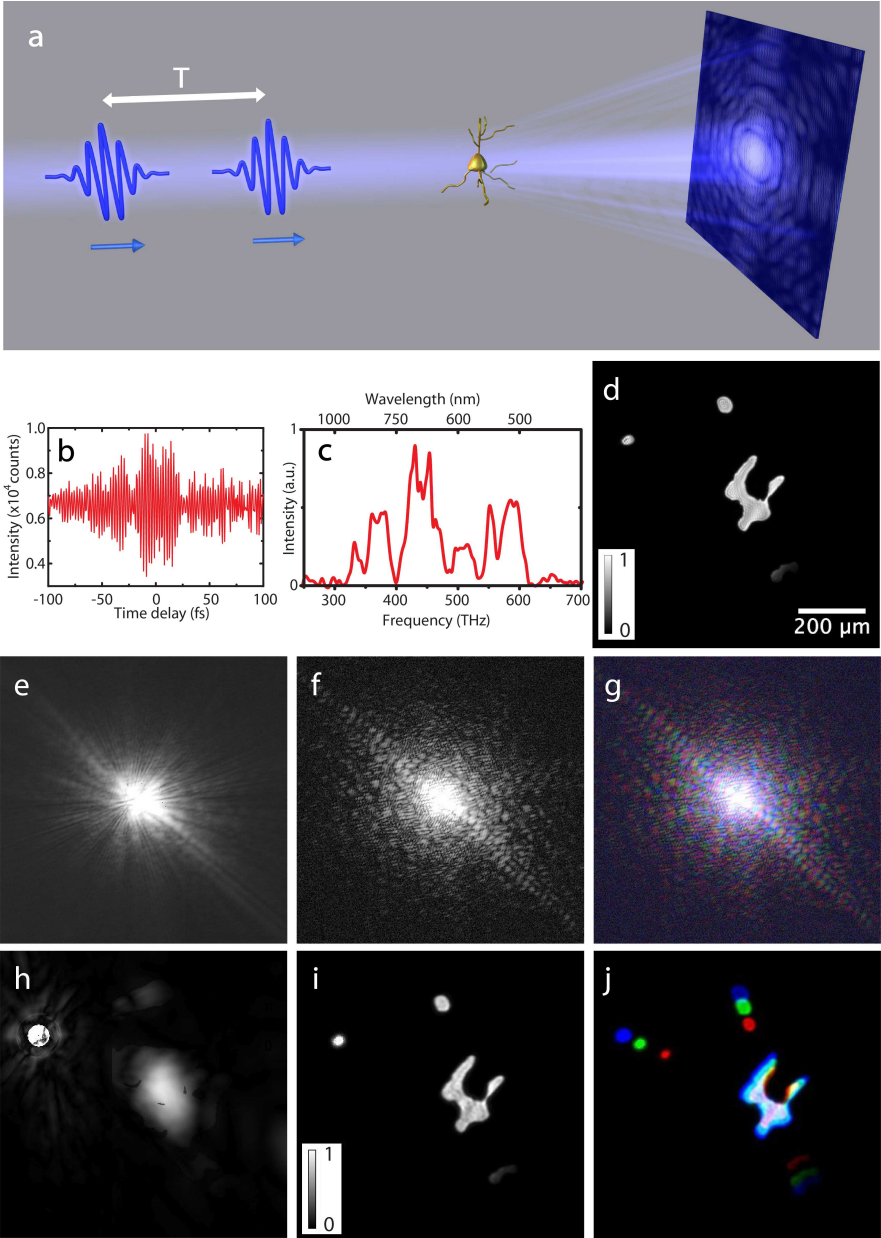 a
T
b
Intensity (x10⁴ counts)
1.0
0.8
0.6
0.4
-100 -50 0 50 100
Time delay (fs)
Wavelength (nm)
1000 750 600 500
c
Intensity (a.u.)
1
0
300 400 500 600 700
Frequency (THz)
d
1
0
200 µm
e
f
g
h
i
1
0
j